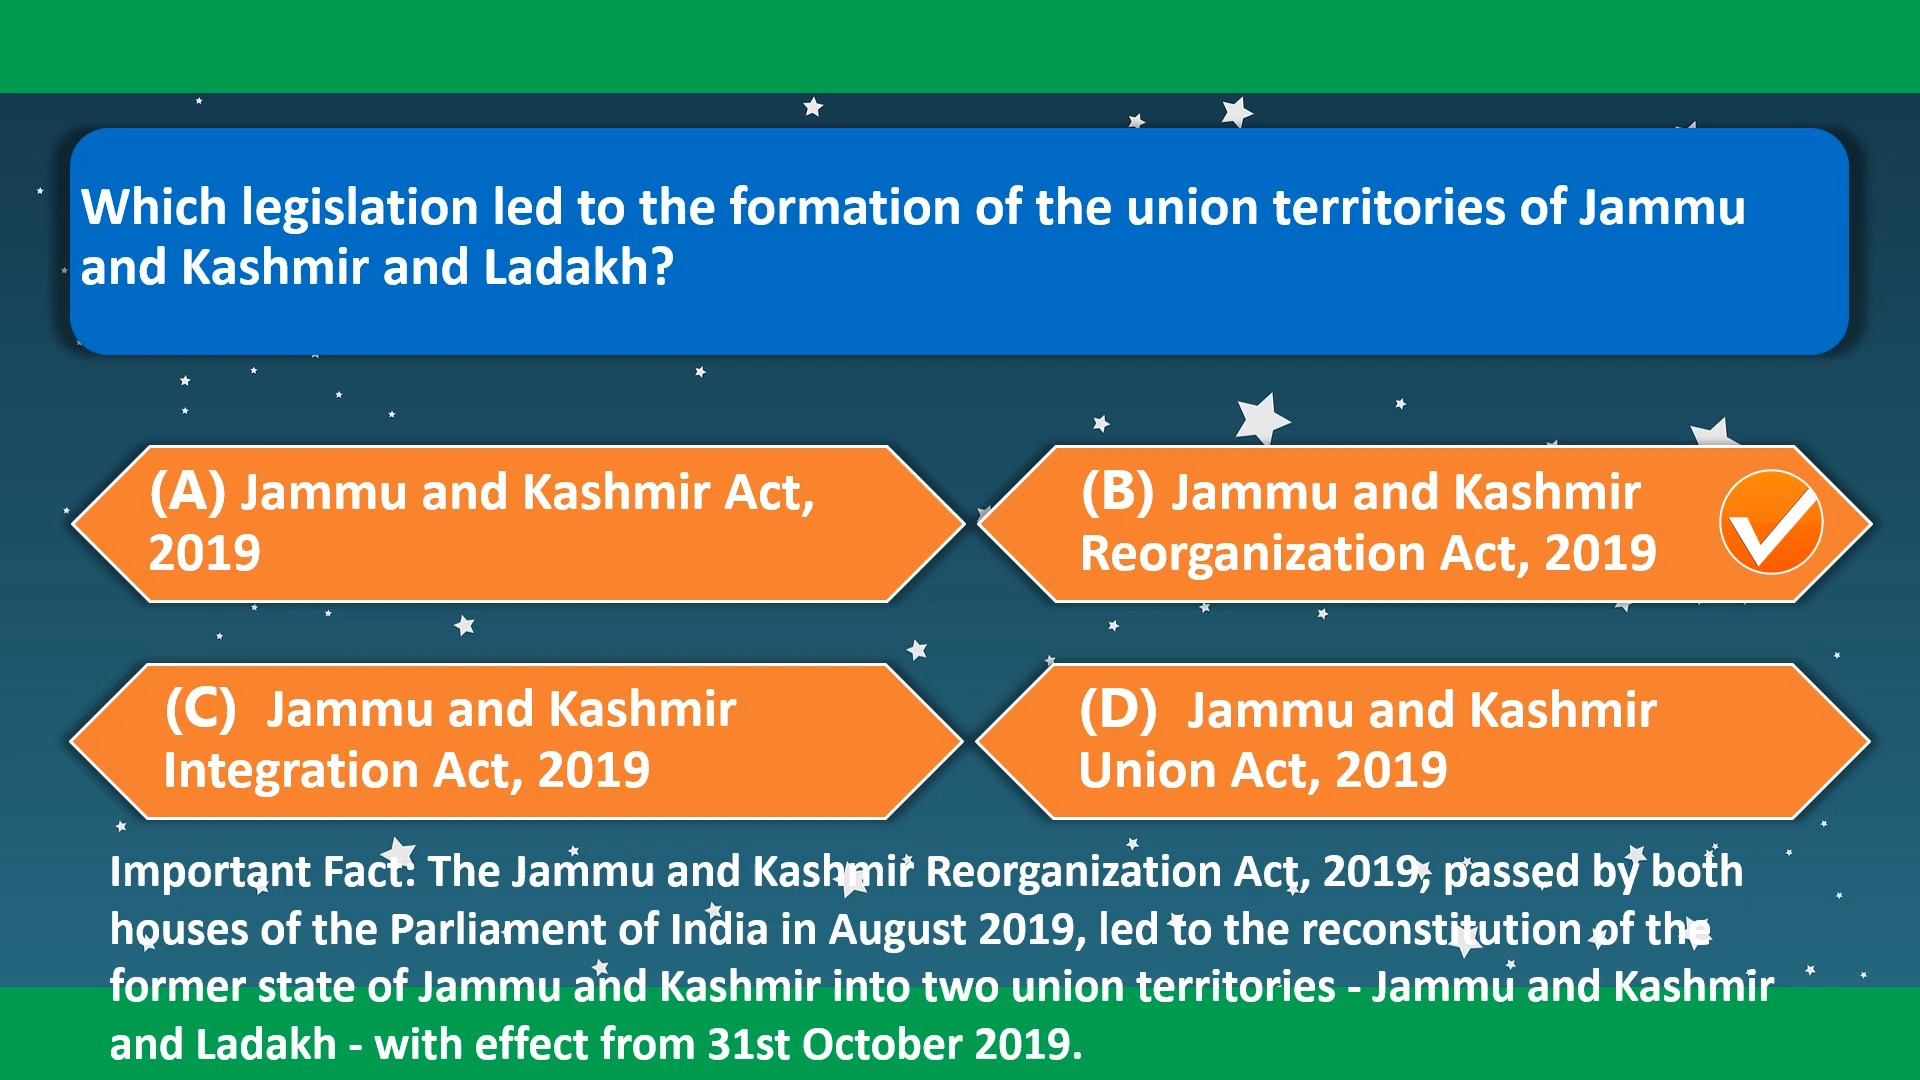 Which legislation led to the formation of the union territories of Jammu
and Kashmir and Ladakh?
(A) Jammu and Kashmir Act,
2019
(B) Jammu and Kashmir
Reorganization Act, 2019
(C) Jammu and Kashmir
Integration Act, 2019
(D) Jammu and Kashmir
Union Act, 2019
Important Fact: The Jammu and Kashmir Reorganization Act, 2019, passed by both
houses of the Parliament of India in August 2019, led to the reconstitution of the
former state of Jammu and Kashmir into two union territories - Jammu and Kashmir
and Ladakh - with effect from 31st October 2019.